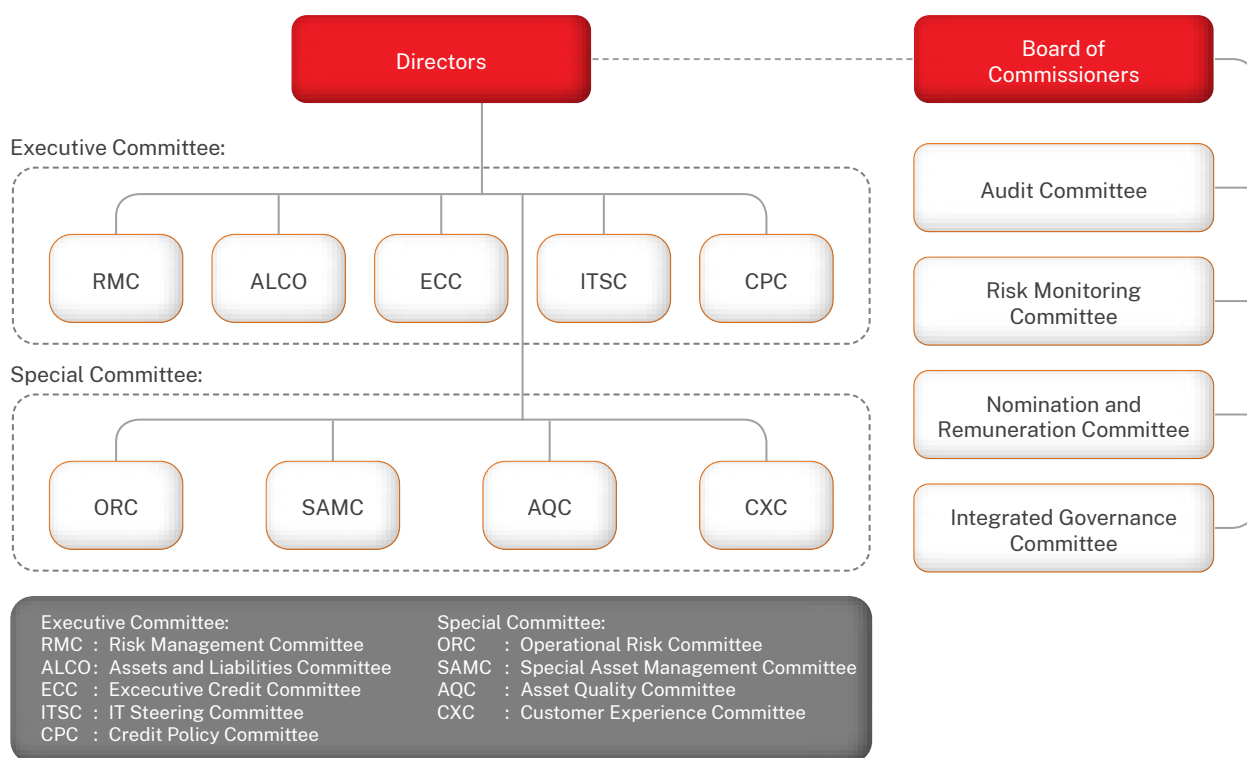 Directors
Board of
Commissioners
Executive Committee:
RMC
ALCO
ECC
ITSC
CPC
Special Committee:
ORC
SAMC
AQC
CXC
Audit Committee
Risk Monitoring
Committee
Nomination and
Remuneration Committee
Integrated Governance
Committee
Executive Committee:
RMC : Risk Management Committee
ALCO : Assets and Liabilities Committee
ECC : Excecutive Credit Committee
ITSC : IT Steering Committee
CPC : Credit Policy Committee
Special Committee:
ORC : Operational Risk Committee
SAMC : Special Asset Management Committee
AQC : Asset Quality Committee
CXC : Customer Experience Committee